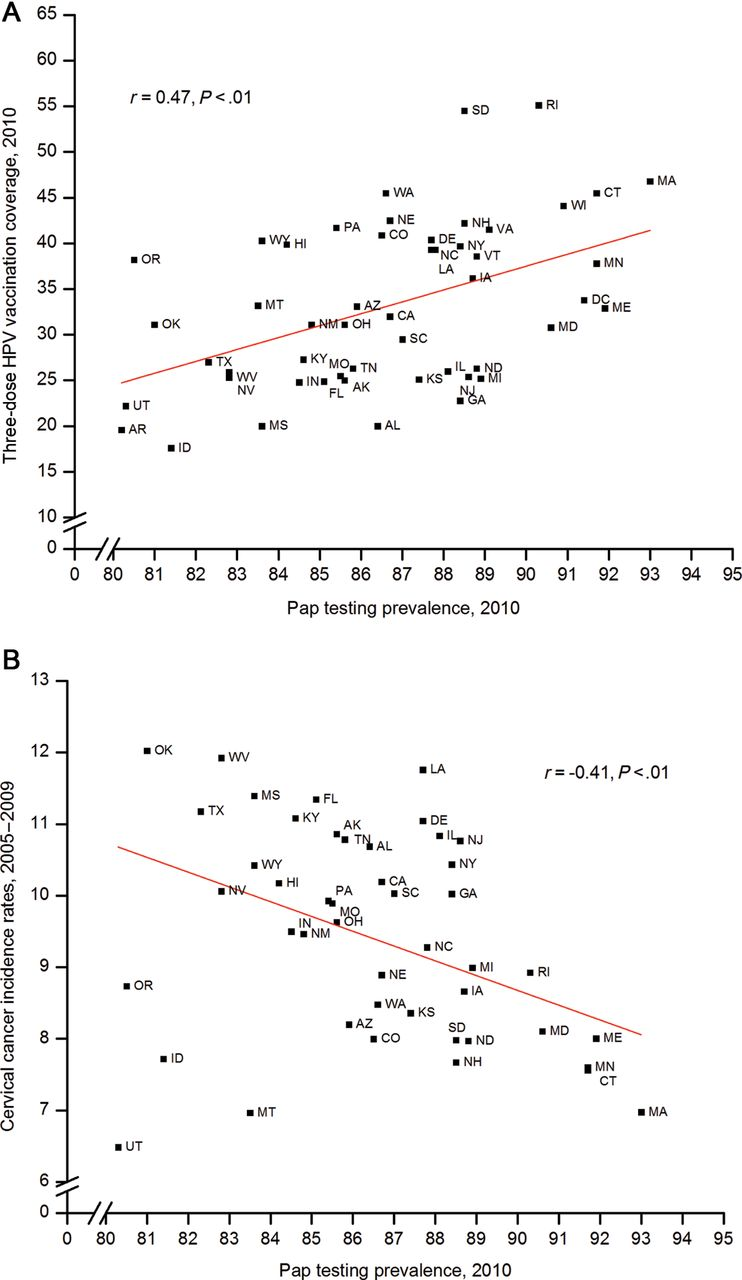 A
65
60
55
50
45
40
35
30
25
20
15
10
0
Three-dose HPV vaccination coverage, 2010
r = 0.47, P <.01
SD
RI
MA
WA
CT
WI
NE
NH
VA
PA
CO
DE
NY
WY
HI
NC
VT
OR
LA
MN
IA
MT
AZ
DC
ME
CA
OK
NM
OH
MD
SC
TX
KY
MO
TN
IL
ND
WV
NV
IN
FL
AK
KS
NJ
MI
GA
UT
AR
MS
AL
ID
0 80 81 82 83 84 85 86 87 88 89 90 91 92 93 94 95
Pap testing prevalence, 2010
B
13
12
11
10
9
8
7
6
0
Cervical cancer incidence rates, 2005–2009
r = -0.41, P <.01
OK
WV
LA
MS
FL
TX
KY
DE
AK
TN
IL
NJ
AL
WY
NY
HI
CA
NV
SC
GA
PA
MO
OH
IN
NM
NC
MI
RI
NE
OR
IA
WA
KS
AZ
SD
MD
CO
ND
ME
ID
NH
MN
CT
MT
MA
UT
0 80 81 82 83 84 85 86 87 88 89 90 91 92 93 94 95
Pap testing prevalence, 2010